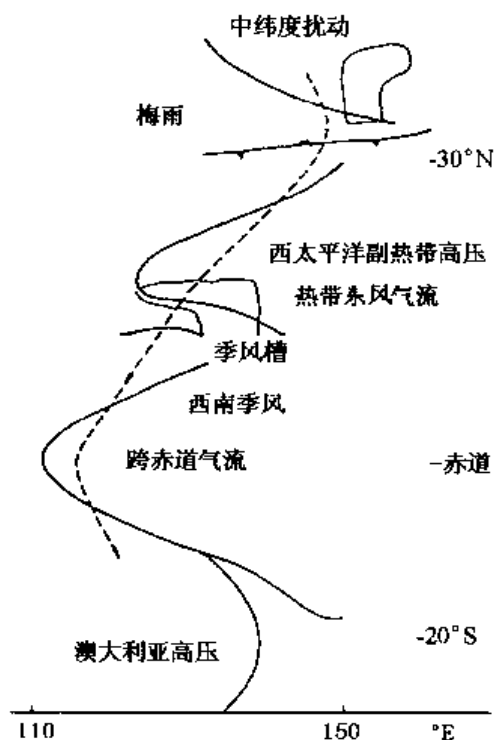 中纬度扰动
梅雨
-30°N
西太平洋副热带高压
热带东风气流
季风槽
西南季风
跨赤道气流
-赤道
-20°S
澳大利亚高压
110
150
°E